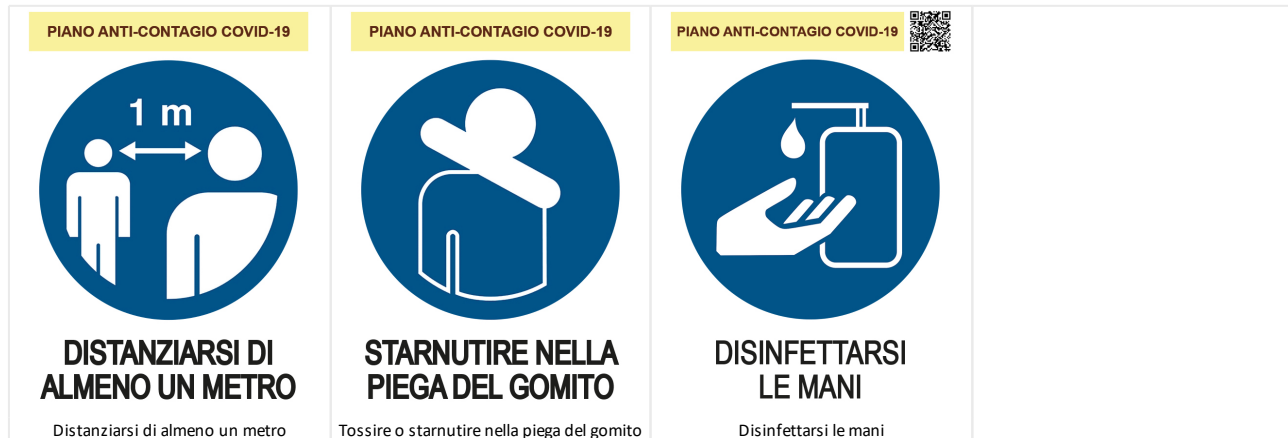 PIANO ANTI-CONTAGIO COVID-19
1 m
DISTANZIARSI DI
ALMENO UN METRO
Distanziarsi di almeno un metro
PIANO ANTI-CONTAGIO COVID-19
STARNUTIRE NELLA
PIEGA DEL GOMITO
Tossire o starnutire nella piega del gomito
PIANO ANTI-CONTAGIO COVID-19
DISINFETTARSI
LE MANI
Disinfettarsi le mani